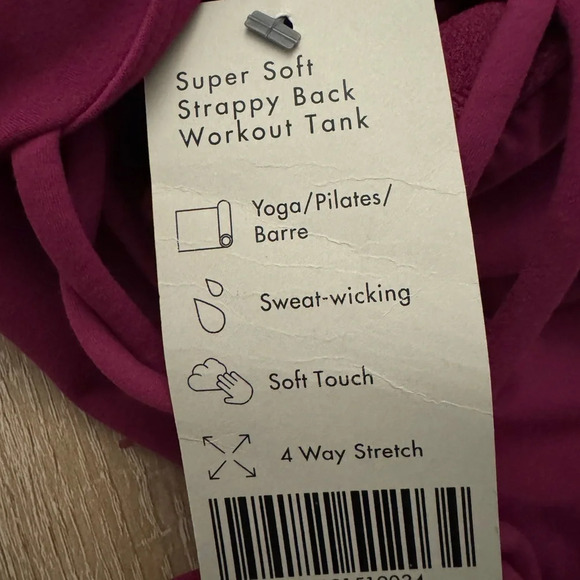 Super Soft
Strappy Back
Workout Tank
Yoga/Pilates/
Barre
Sweat-wicking
Soft Touch
4 Way Stretch